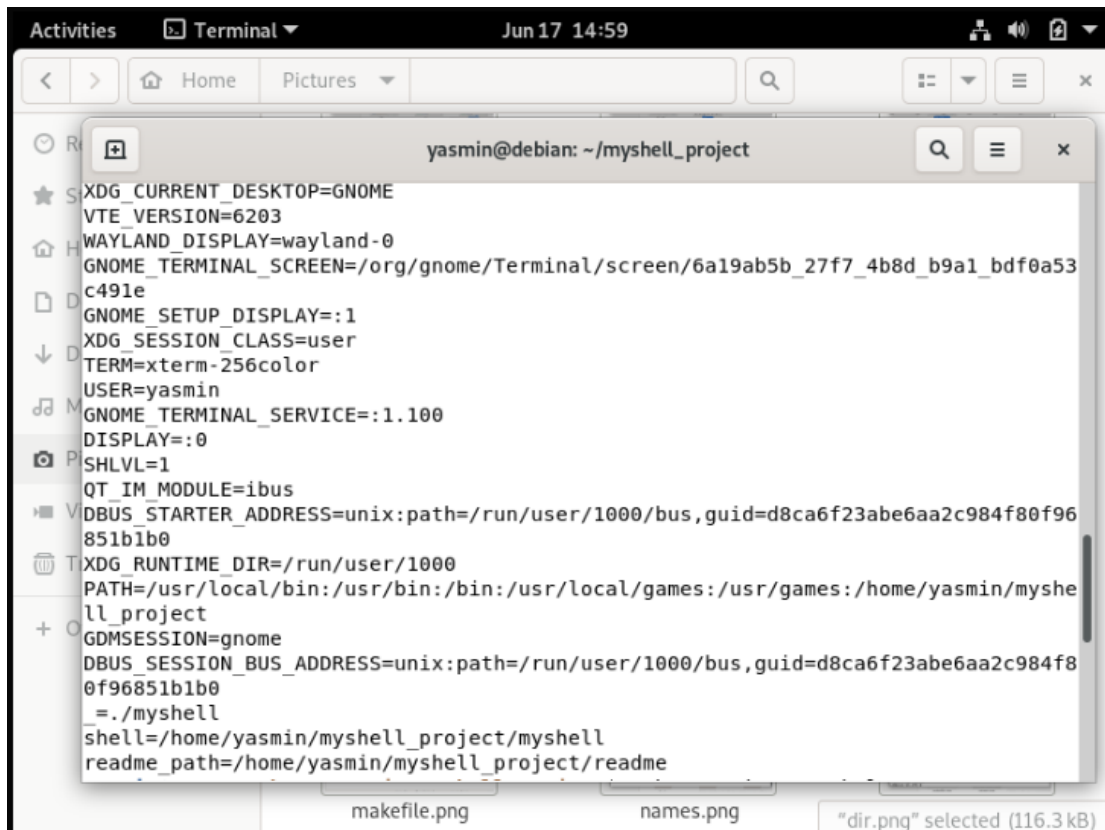 Activities
Terminal
Jun 17 14:59
Home
Pictures
yasmin@debian: ~/myshell_project
XDG_CURRENT_DESKTOP=GNOME
VTE_VERSION=6203
WAYLAND_DISPLAY=wayland-0
GNOME_TERMINAL_SCREEN=/org/gnome/Terminal/screen/6a19ab5b_27f7_4b8d_b9a1_bdf0a53
c491e
GNOME_SETUP_DISPLAY=:1
XDG_SESSION_CLASS=user
TERM=xterm-256color
USER=yasmin
GNOME_TERMINAL_SERVICE=:1.100
DISPLAY=:0
SHLVL=1
QT_IM_MODULE=ibus
DBUS_STARTER_ADDRESS=unix:path=/run/user/1000/bus,guid=d8ca6f23abe6aa2c984f80f96
851b1b0
XDG_RUNTIME_DIR=/run/user/1000
PATH=/usr/local/bin:/usr/bin:/bin:/usr/local/games:/usr/games:/home/yasmin/myshe
ll_project
GDMSESSION=gnome
DBUS_SESSION_BUS_ADDRESS=unix:path=/run/user/1000/bus,guid=d8ca6f23abe6aa2c984f8
0f96851b1b0
_=./myshell
shell=/home/yasmin/myshell_project/myshell
readme_path=/home/yasmin/myshell_project/readme
makefile.png
names.png
"dir.png" selected (116.3 kB)